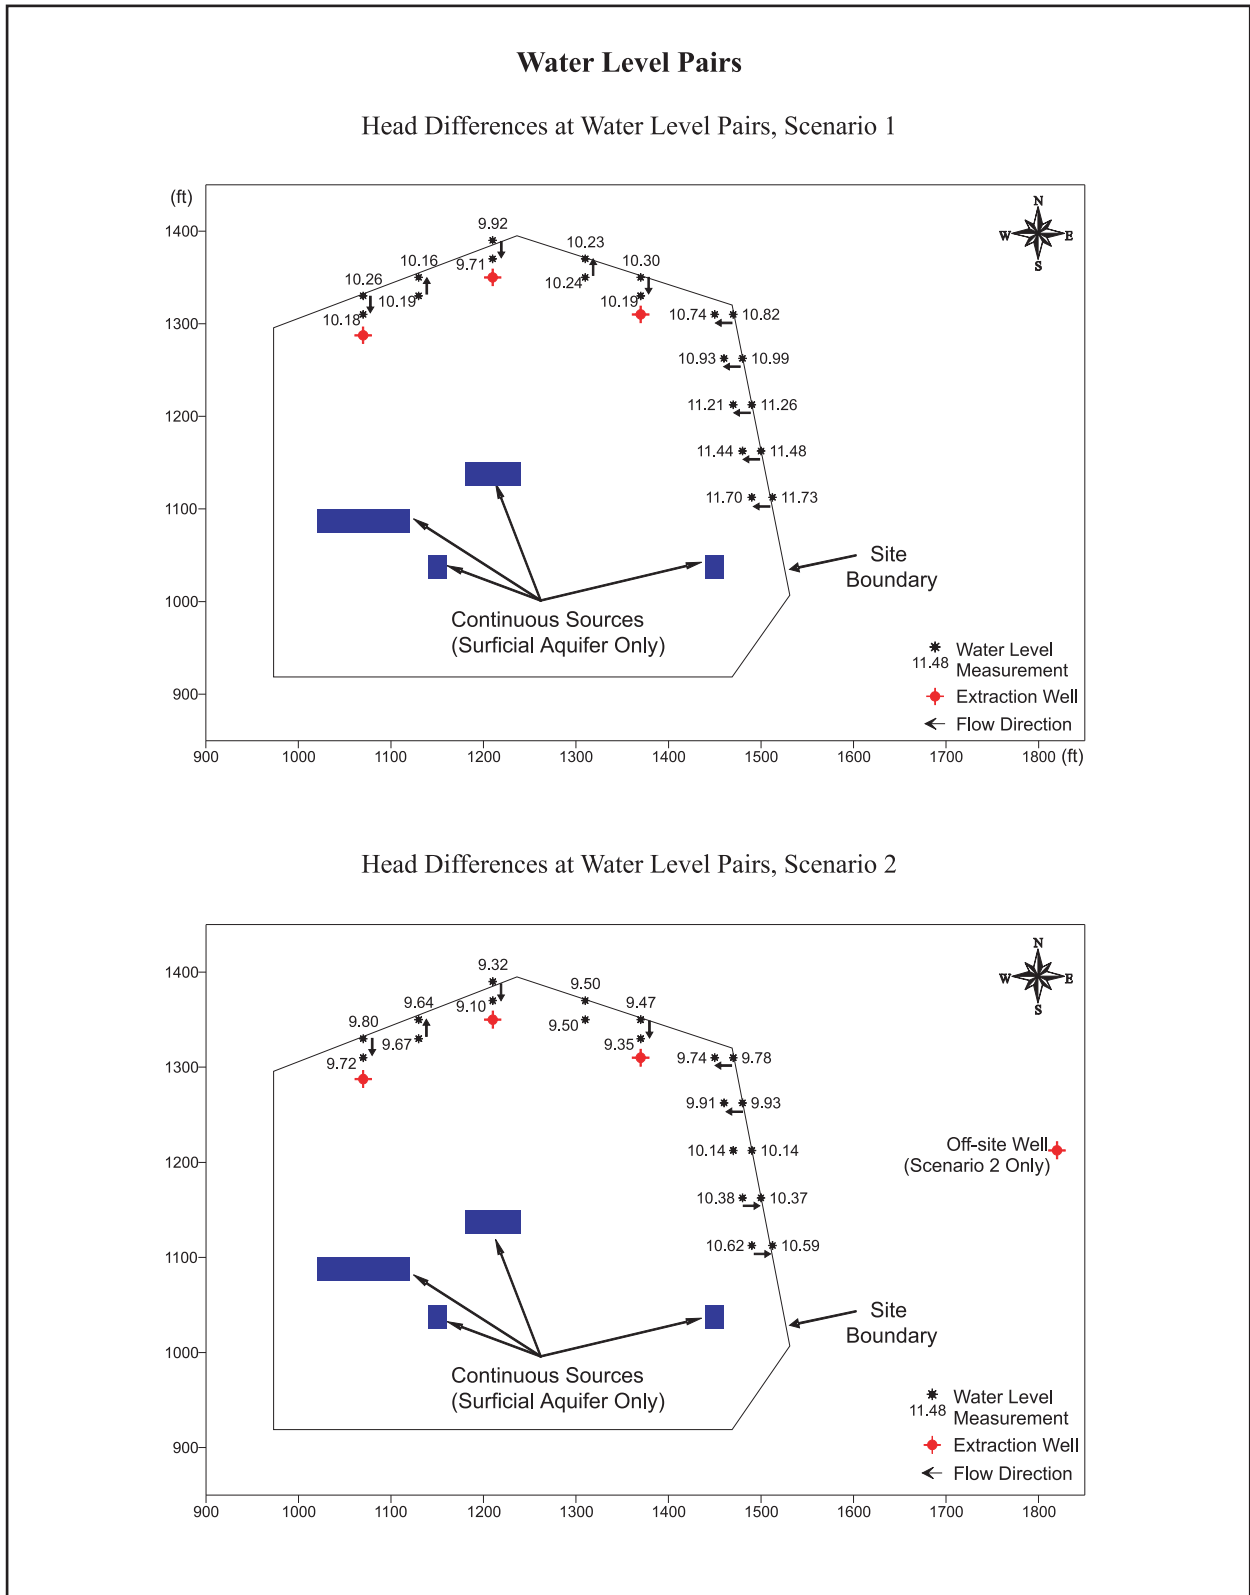 Water Level Pairs
Head Differences at Water Level Pairs, Scenario 1
(ft)
1400
1300
1200
1100
1000
900
900 1000 1100 1200 1300 1400 1500 1600 1700 1800 (ft)
N
W E
S
9.92
9.71
10.16
10.19
10.26
10.18
10.23
10.24
10.30
10.19
10.74 10.82
10.93 10.99
11.21 11.26
11.44 11.48
11.70 11.73
Site
Boundary
Continuous Sources
(Surficial Aquifer Only)
Water Level
11.48 Measurement
Extraction Well
Flow Direction
Head Differences at Water Level Pairs, Scenario 2
1400
1300
1200
1100
1000
900
900 1000 1100 1200 1300 1400 1500 1600 1700 1800
N
W E
S
9.32
9.10
9.64
9.67
9.80
9.72
9.50
9.50
9.47
9.35
9.74 9.78
9.91 9.93
10.14 10.14
10.38 10.37
10.62 10.59
Off-site Well
(Scenario 2 Only)
Site
Boundary
Continuous Sources
(Surficial Aquifer Only)
Water Level
11.48 Measurement
Extraction Well
Flow Direction